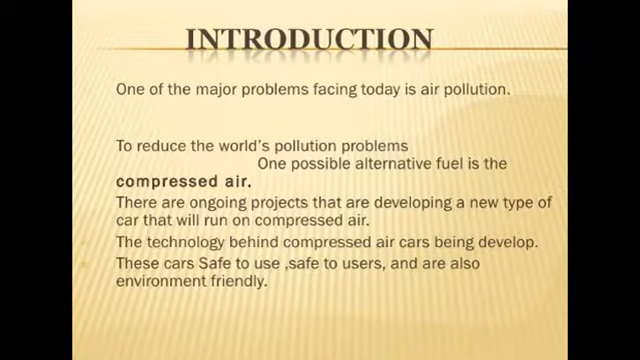 INTRODUCTION
One of the major problems facing today is air pollution.
To reduce the world's pollution problems
One possible alternative fuel is the
compressed air.
There are ongoing projects that are developing a new type of
car that will run on compressed air.
The technology behind compressed air cars being develop.
These cars Safe to use ,safe to users, and are also
environment friendly.